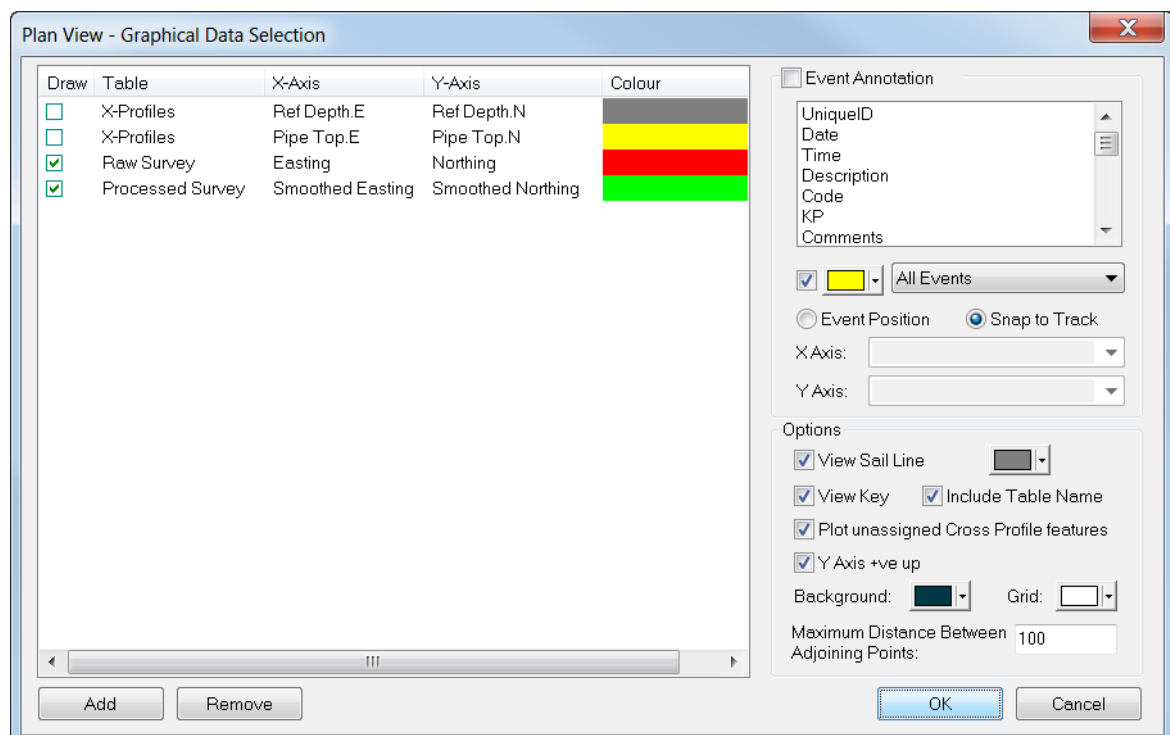 Plan View - Graphical Data Selection
Draw Table X-Axis Y-Axis Colour
X-Profiles Ref Depth.E Ref Depth.N
X-Profiles Pipe Top.E Pipe Top.N
Raw Survey Easting Northing
Processed Survey Smoothed Easting Smoothed Northing
Event Annotation
UniqueID
Date
Time
Description
Code
KP
Comments
All Events
Event Position Snap to Track
X Axis:
Y Axis:
Options
View Sail Line
View Key Include Table Name
Plot unassigned Cross Profile features
Y Axis +ve up
Background: Grid:
Maximum Distance Between
Adjoining Points: 100
Add Remove OK Cancel